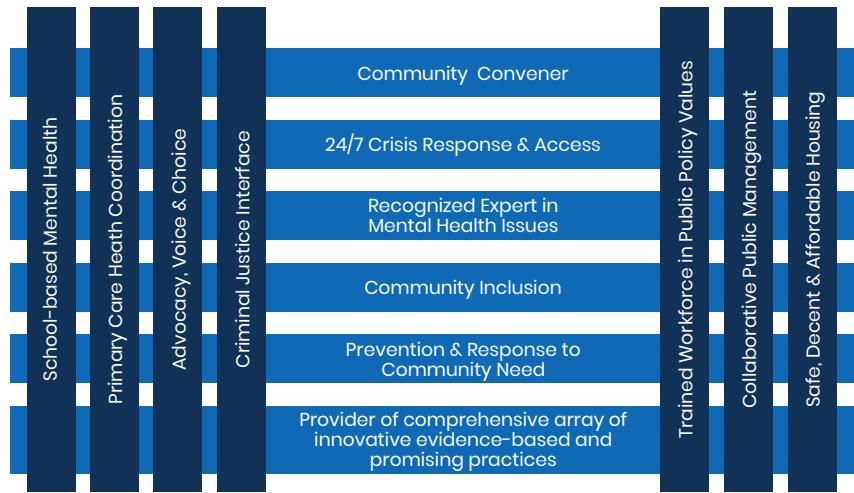 School-based Mental Health
Primary Care Heath Coordination
Advocacy, Voice & Choice
Criminal Justice Interface
Community Convener
24/7 Crisis Response & Access
Recognized Expert in
Mental Health Issues
Community Inclusion
Prevention & Response to
Community Need
Provider of comprehensive array of
innovative evidence-based and
promising practices
Trained Workforce in Public Policy Values
Collaborative Public Management
Safe, Decent & Affordable Housing